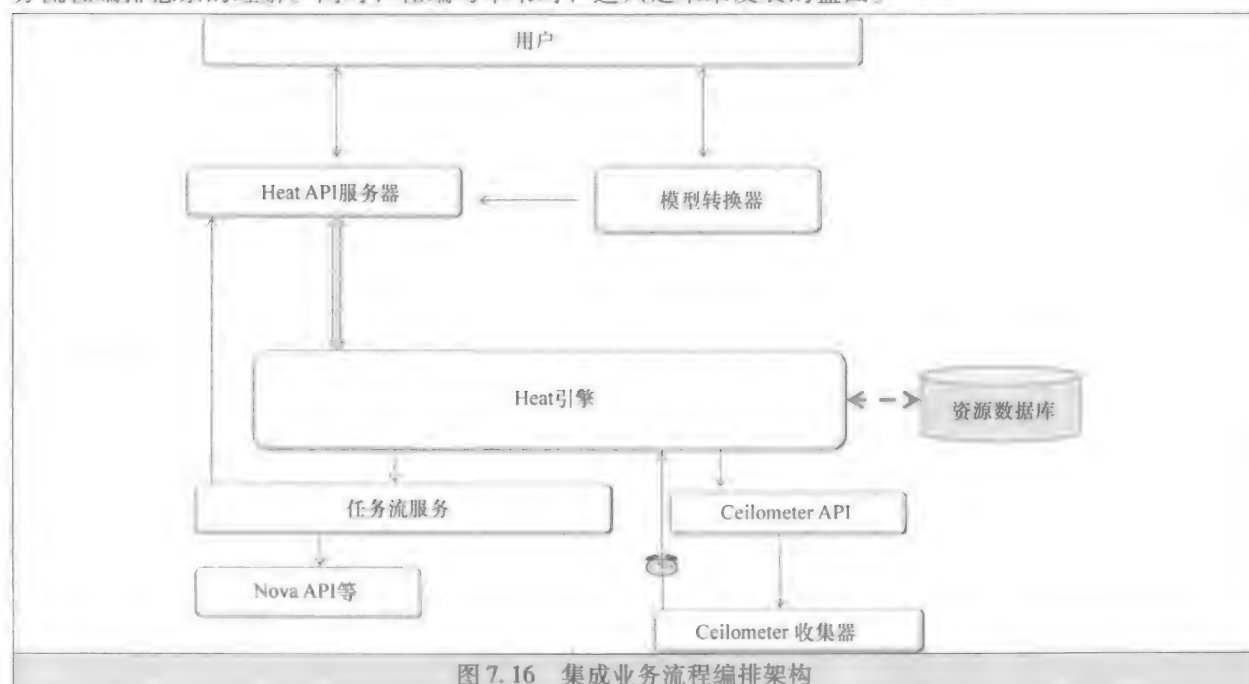 用户
Heat API服务器
模型转换器
Heat引擎
资源数据库
任务流服务
Ceilometer API
Nova API等
Ceilometer 收集器
图 7.16 集成业务流程编排架构